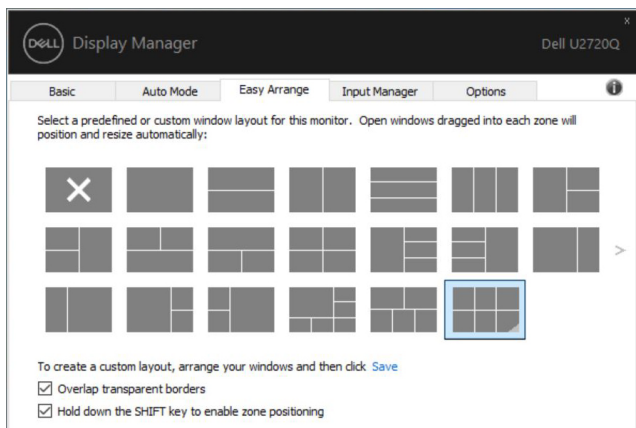 DELL Display Manager
x
Dell U2720Q
Basic Auto Mode Easy Arrange Input Manager Options
Select a predefined or custom window layout for this monitor. Open windows dragged into each zone will
position and resize automatically:
>
To create a custom layout, arrange your windows and then click Save
Overlap transparent borders
Hold down the SHIFT key to enable zone positioning